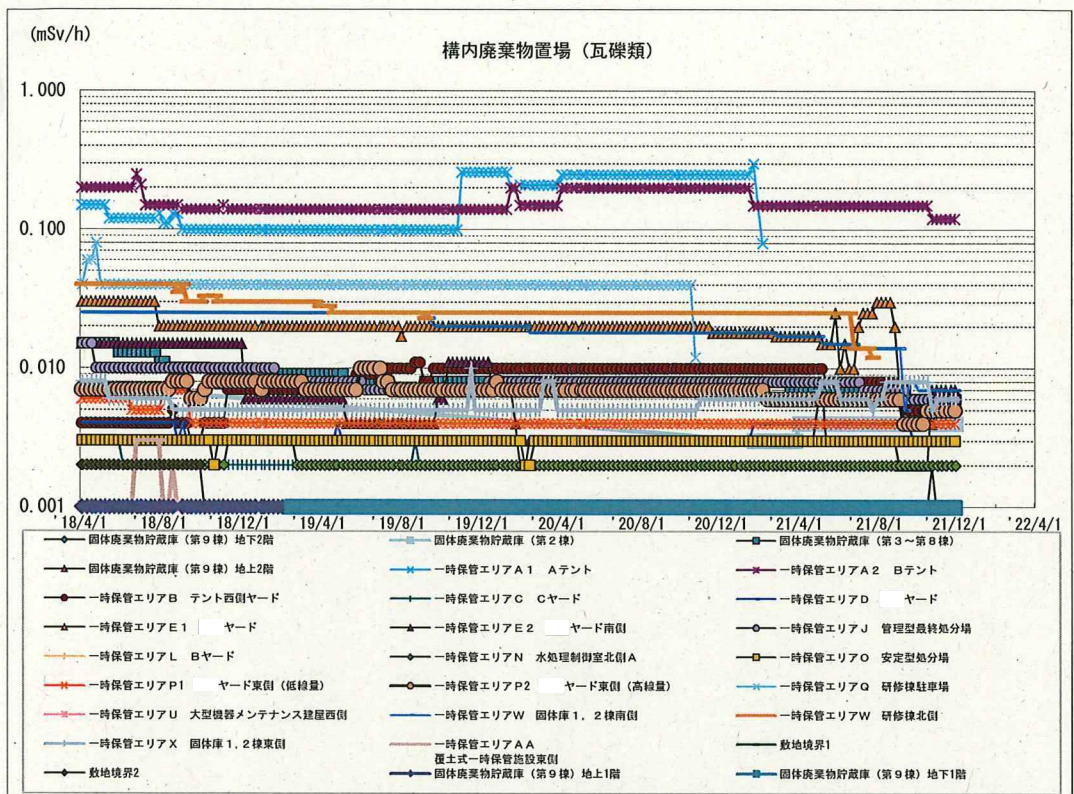 (mSv/h)
構内廃棄物置場（瓦礫類）
1.000
0.100
0.010
0.001
'18/4/1 '18/8/1 '18/12/1 '19/4/1 '19/8/1 '19/12/1 '20/4/1 '20/8/1 '20/12/1 '21/4/1 '21/8/1 '21/12/1 '22/4/1
固体廃棄物貯蔵庫（第９棟）地下2階 固体廃棄物貯蔵庫（第２棟） 固体廃棄物貯蔵庫（第３～第８棟）
固体廃棄物貯蔵庫（第９棟）地上2階 一時保管エリアＡ１　Ａテント 一時保管エリアＡ２　Ｂテント
一時保管エリアＢ　テント西側ヤード 一時保管エリアＣ　Ｃヤード 一時保管エリアＤ　ヤード
一時保管エリアＥ１　ヤード 一時保管エリアＥ２　ヤード南側 一時保管エリアＪ　管理型最終処分場
一時保管エリアＬ　Ｂヤード 一時保管エリアＮ　水処理制御室北側Ａ 一時保管エリアＯ　安定型処分場
一時保管エリアＰ1　ヤード東側（低線量） 一時保管エリアＰ2　ヤード東側（高線量） 一時保管エリアＱ　研修棟駐車場
一時保管エリアＵ　大型機器メンテナンス建屋西側 一時保管エリアＷ　固体庫１，２棟南側 一時保管エリアＷ　研修棟北側
一時保管エリアＸ　固体庫１，２棟東側 一時保管エリアＡＡ 敷地境界1
覆土式一時保管施設東側
敷地境界2 固体廃棄物貯蔵庫（第９棟）地上1階 固体廃棄物貯蔵庫（第９棟）地下1階